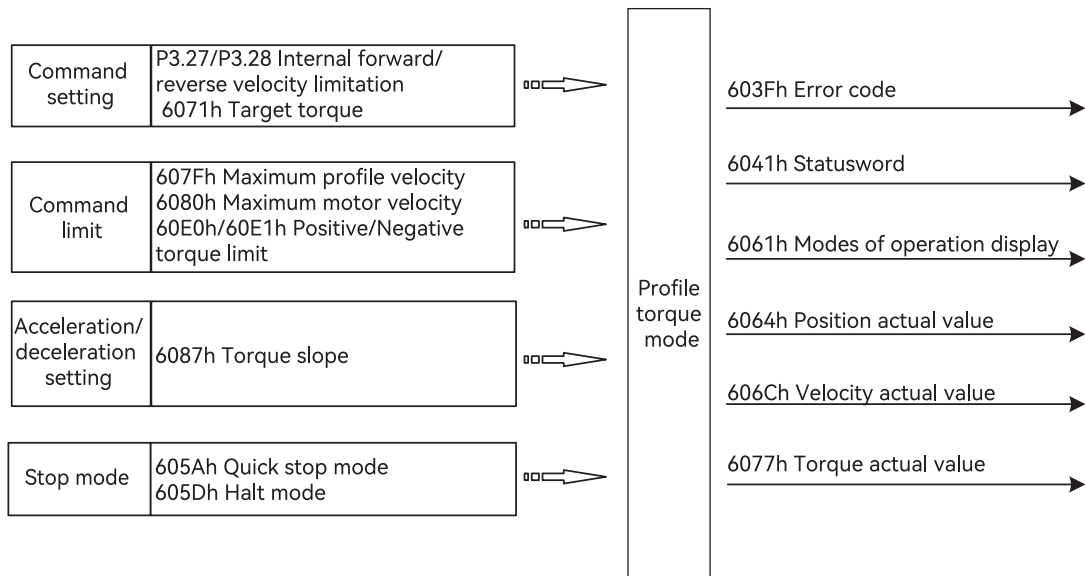 Command
setting
P3.27/P3.28 Internal forward/
reverse velocity limitation
6071h Target torque
Command
limit
607Fh Maximum profile velocity
6080h Maximum motor velocity
60E0h/60E1h Positive/Negative
torque limit
Acceleration/
deceleration
setting
6087h Torque slope
Stop mode
605Ah Quick stop mode
605Dh Halt mode
Profile
torque
mode
603Fh Error code
6041h Statusword
6061h Modes of operation display
6064h Position actual value
606Ch Velocity actual value
6077h Torque actual value